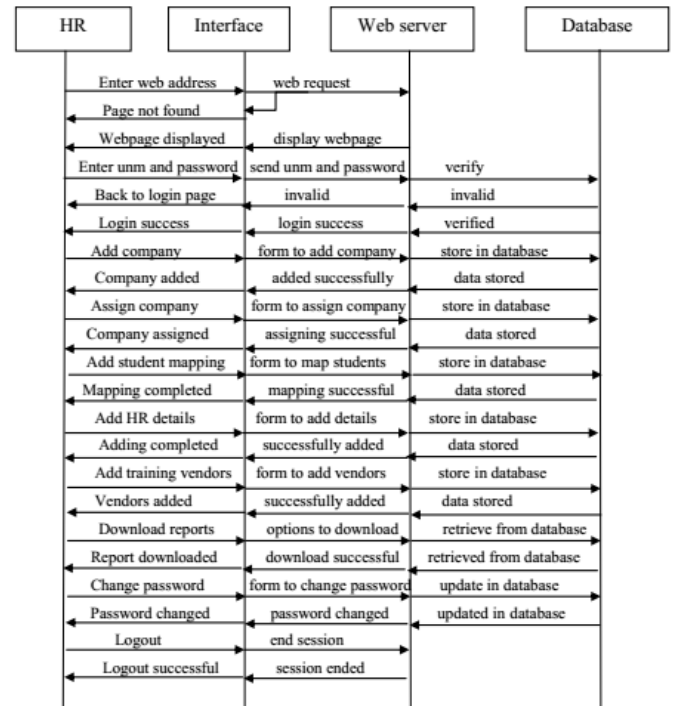 HR Interface Web server Database
Enter web address web request
Page not found
Webpage displayed display webpage
Enter unm and password send unm and password verify
Back to login page invalid invalid
Login success login success verified
Add company form to add company store in database
Company added added successfully data stored
Assign company form to assign company store in database
Company assigned assigning successful data stored
Add student mapping form to map students store in database
Mapping completed mapping successful data stored
Add HR details form to add details store in database
Adding completed successfully added data stored
Add training vendors form to add vendors store in database
Vendors added successfully added data stored
Download reports options to download retrieve from database
Report downloaded download successful retrieved from database
Change password form to change password update in database
Password changed password changed updated in database
Logout end session
Logout successful session ended